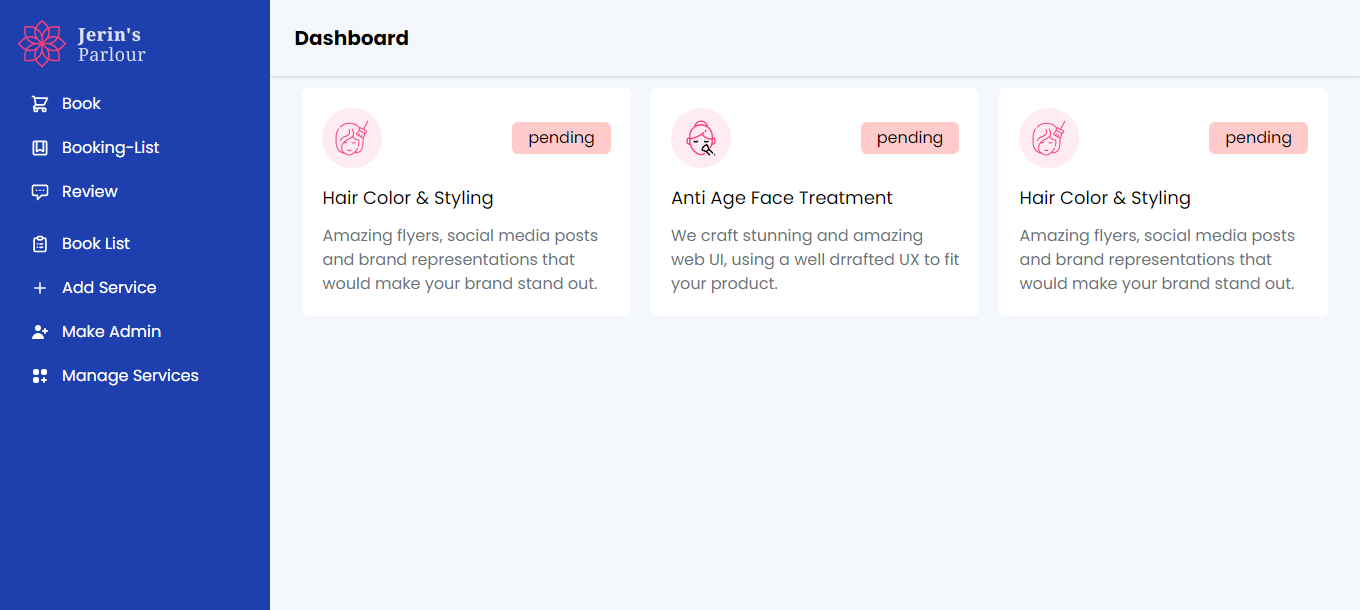 Jerin's
Parlour
Book
Booking-List
Review
Book List
Add Service
Make Admin
Manage Services
Dashboard
pending
Hair Color & Styling
Amazing flyers, social media posts
and brand representations that
would make your brand stand out.
pending
Anti Age Face Treatment
We craft stunning and amazing
web UI, using a well drrafted UX to fit
your product.
pending
Hair Color & Styling
Amazing flyers, social media posts
and brand representations that
would make your brand stand out.